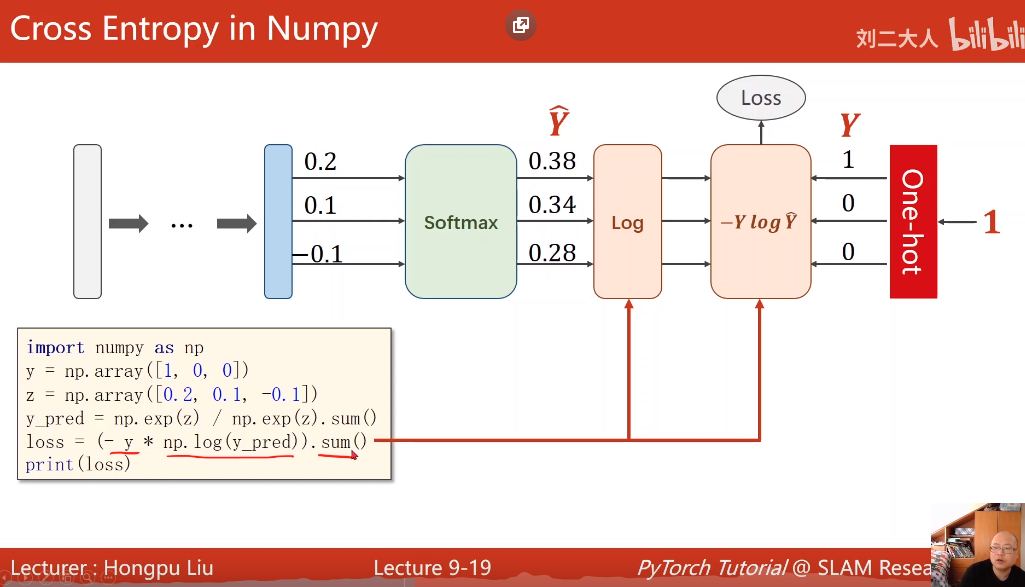 Cross Entropy in Numpy
刘二大人 bilibili
Loss
Ŷ
Y
0.2
0.38
1
0.1
0.34
0
−0.1
0.28
0
Softmax
Log
−Y log Ŷ
One-hot
1
import numpy as np
y = np.array([1, 0, 0])
z = np.array([0.2, 0.1, -0.1])
y_pred = np.exp(z) / np.exp(z).sum()
loss = (- y * np.log(y_pred)).sum()
print(loss)
...
Lecturer : Hongpu Liu
Lecture 9-19
PyTorch Tutorial @ SLAM Resea